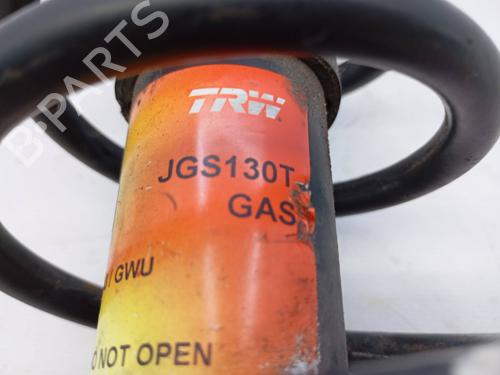 B-PARTS
TRW
JGS130T
GAS
GWU
NOT OPEN